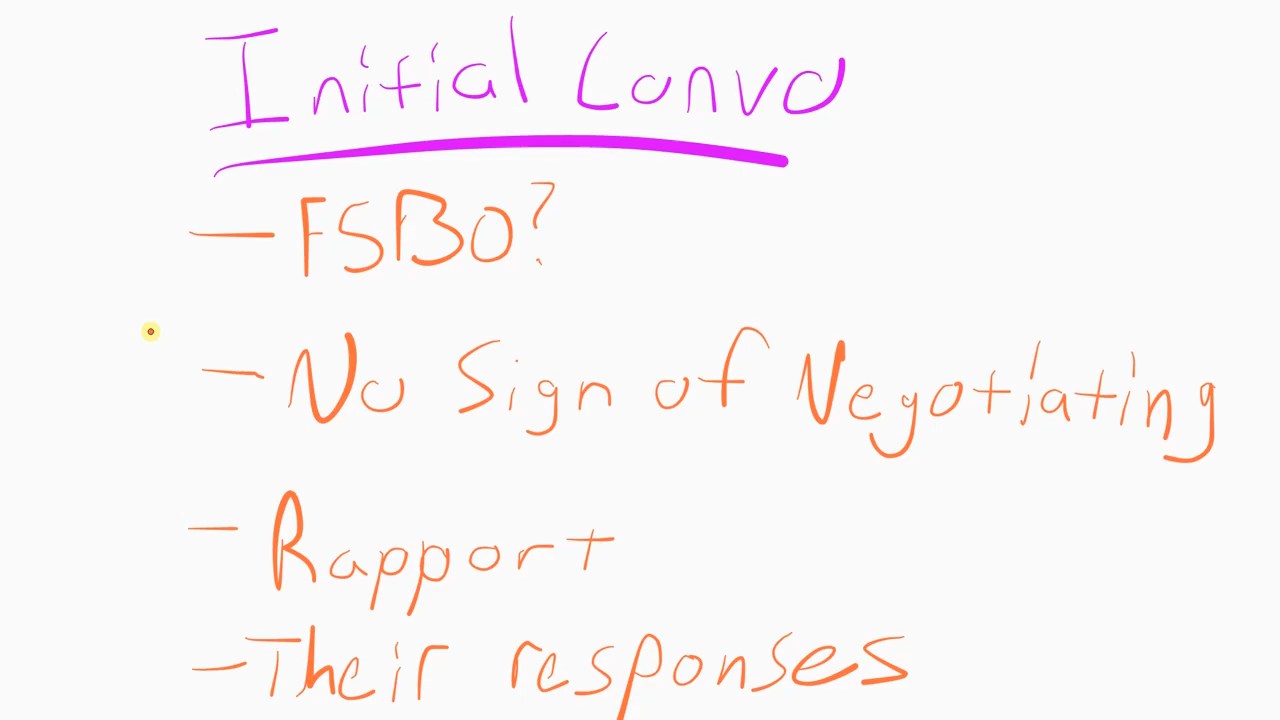 Initial Convo
- FSBO?
- No Sign of Negotiating
- Rapport
- Their responses